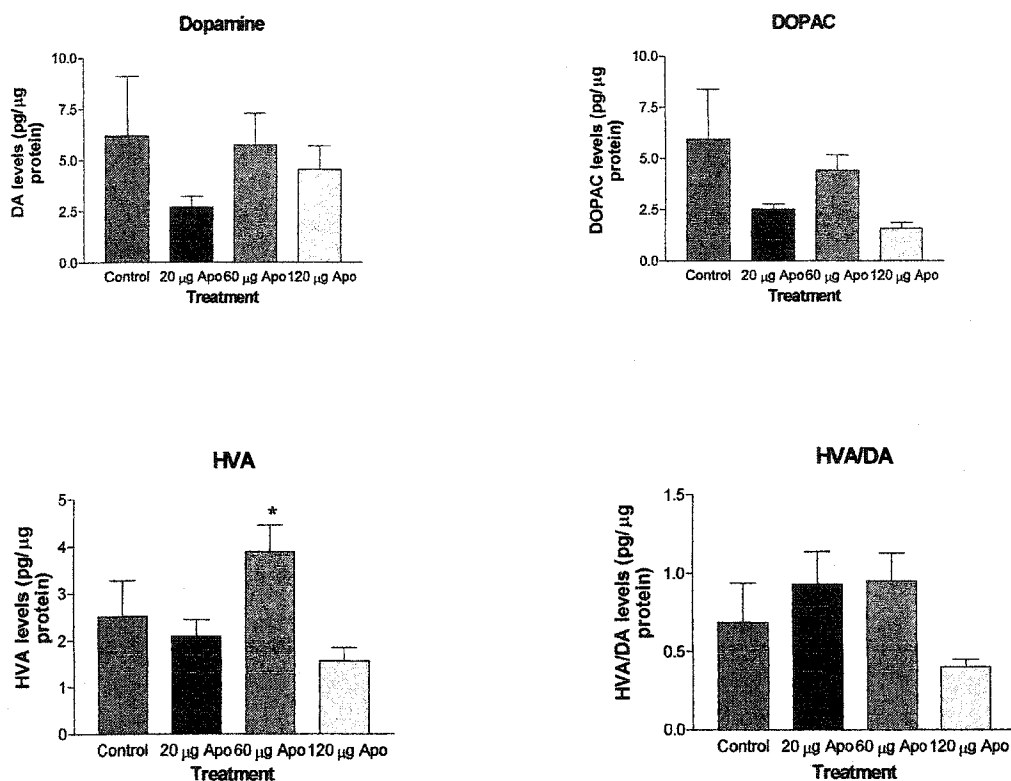 Dopamine
DA levels (pg/µg
protein)
10.0
7.5
5.0
2.5
0.0
Control 20 µg Apo 60 µg Apo 120 µg Apo
Treatment
DOPAC
DOPAC levels (pg/µg
protein)
10.0
7.5
5.0
2.5
0.0
Control 20 µg Apo 60 µg Apo 120 µg Apo
Treatment
HVA
HVA levels (pg/µg
protein)
5
4
3
2
1
0
*
Control 20 µg Apo 60 µg Apo 120 µg Apo
Treatment
HVA/DA
HVA/DA levels (pg/µg
protein)
1.5
1.0
0.5
0.0
Control 20 µg Apo 60 µg Apo 120 µg Apo
Treatment